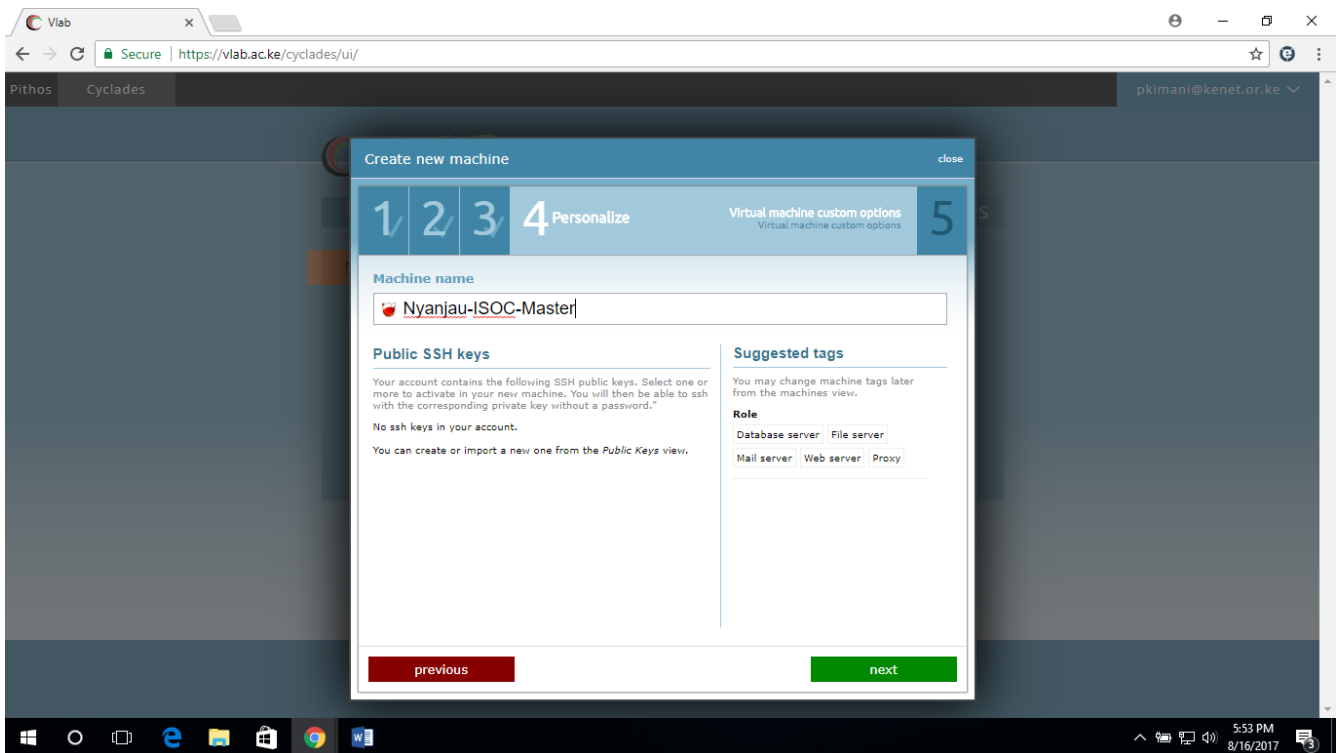 Vlab
Secure | https://vlab.ac.ke/cyclades/ui/
Pithos Cyclades pkimani@kenet.or.ke
Create new machine close
1 2 3 4 Personalize Virtual machine custom options 5
Virtual machine custom options
Machine name
Nyanjau-ISOC-Master
Public SSH keys
Your account contains the following SSH public keys. Select one or
more to activate in your new machine. You will then be able to ssh
with the corresponding private key without a password."
No ssh keys in your account.
You can create or import a new one from the Public Keys view.
Suggested tags
You may change machine tags later
from the machines view.
Role
Database server File server
Mail server Web server Proxy
previous next
5:53 PM
8/16/2017
3